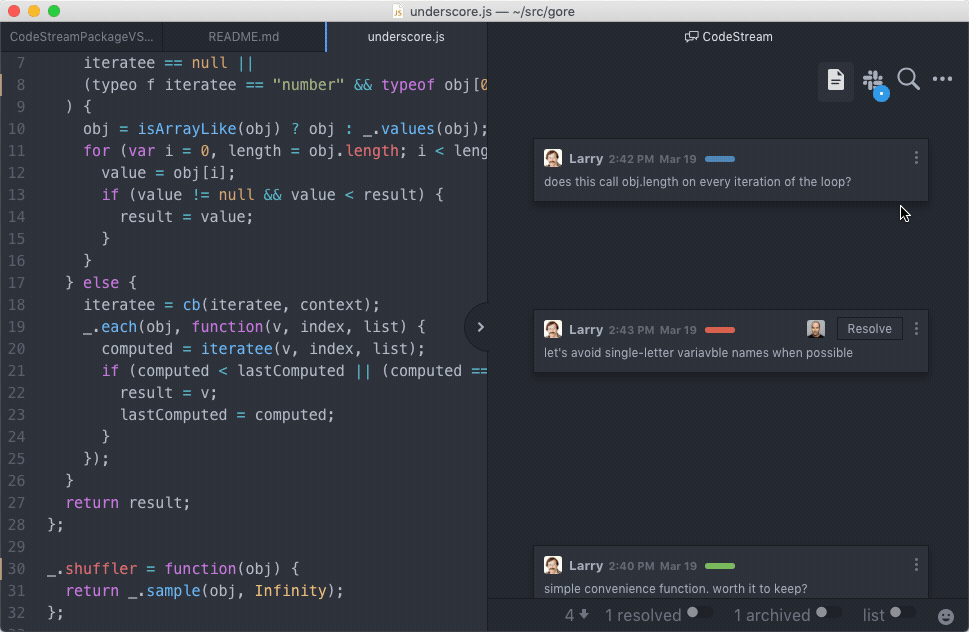 underscore.js — ~/src/gore
CodeStreamPackageVS...
README.md
underscore.js
CodeStream
7 iteratee == null ||
8 (typeo f iteratee == "number" && typeof obj[0
9 ) {
10 obj = isArrayLike(obj) ? obj : _.values(obj);
11 for (var i = 0, length = obj.length; i < leng
12 value = obj[i];
13 if (value != null && value < result) {
14 result = value;
15 }
16 }
17 } else {
18 iteratee = cb(iteratee, context);
19 _.each(obj, function(v, index, list) {
20 computed = iteratee(v, index, list);
21 if (computed < lastComputed || (computed ==
22 result = v;
23 lastComputed = computed;
24 }
25 });
26 }
27 return result;
28 };
29
30 _.shuffler = function(obj) {
31 return _.sample(obj, Infinity);
32 };
Larry 2:42 PM Mar 19
does this call obj.length on every iteration of the loop?
Larry 2:43 PM Mar 19 Resolve
let's avoid single-letter variavble names when possible
Larry 2:40 PM Mar 19
simple convenience function. worth it to keep?
4 1 resolved 1 archived list